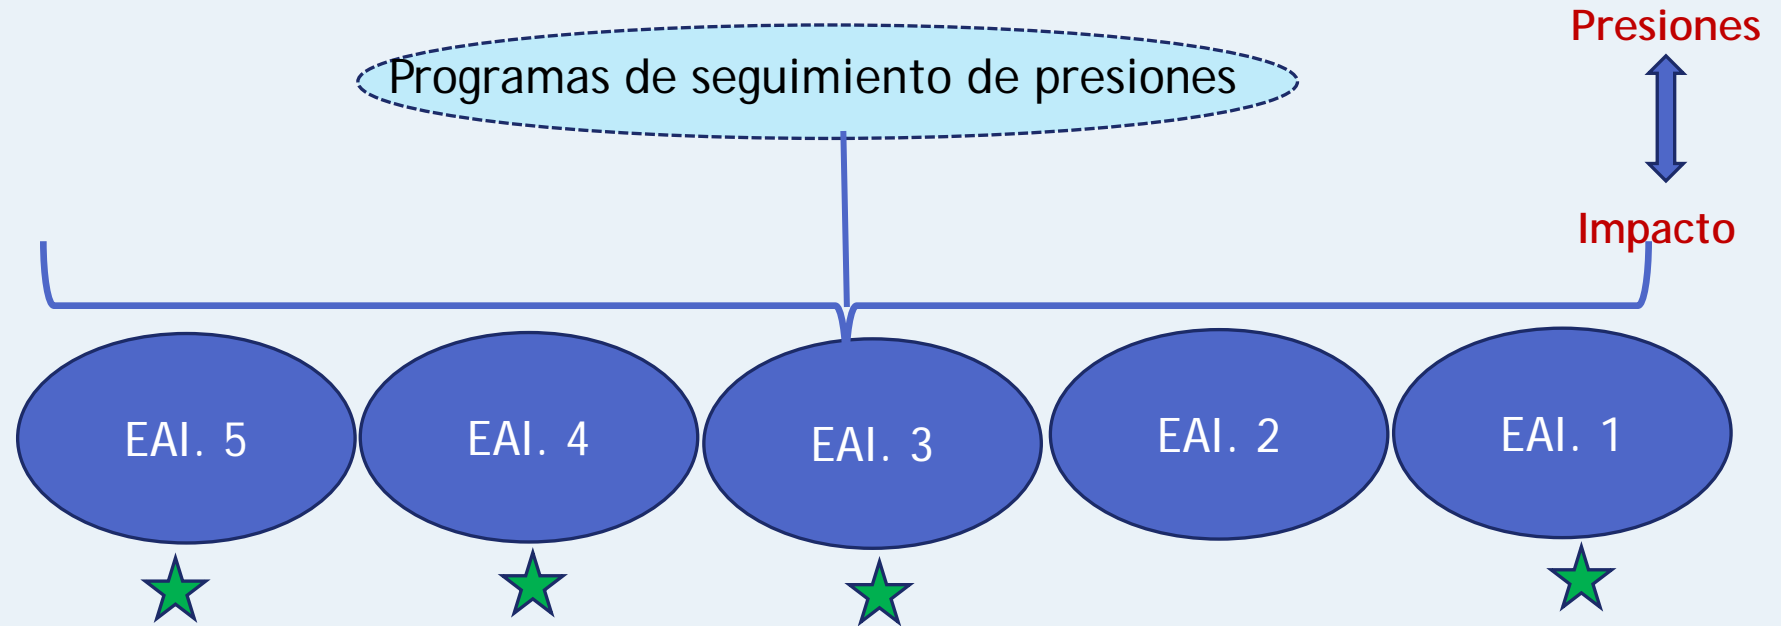 Presiones
Programas de seguimiento de presiones
Impacto
EAI. 5
EAI. 4
EAI. 3
EAI. 2
EAI. 1